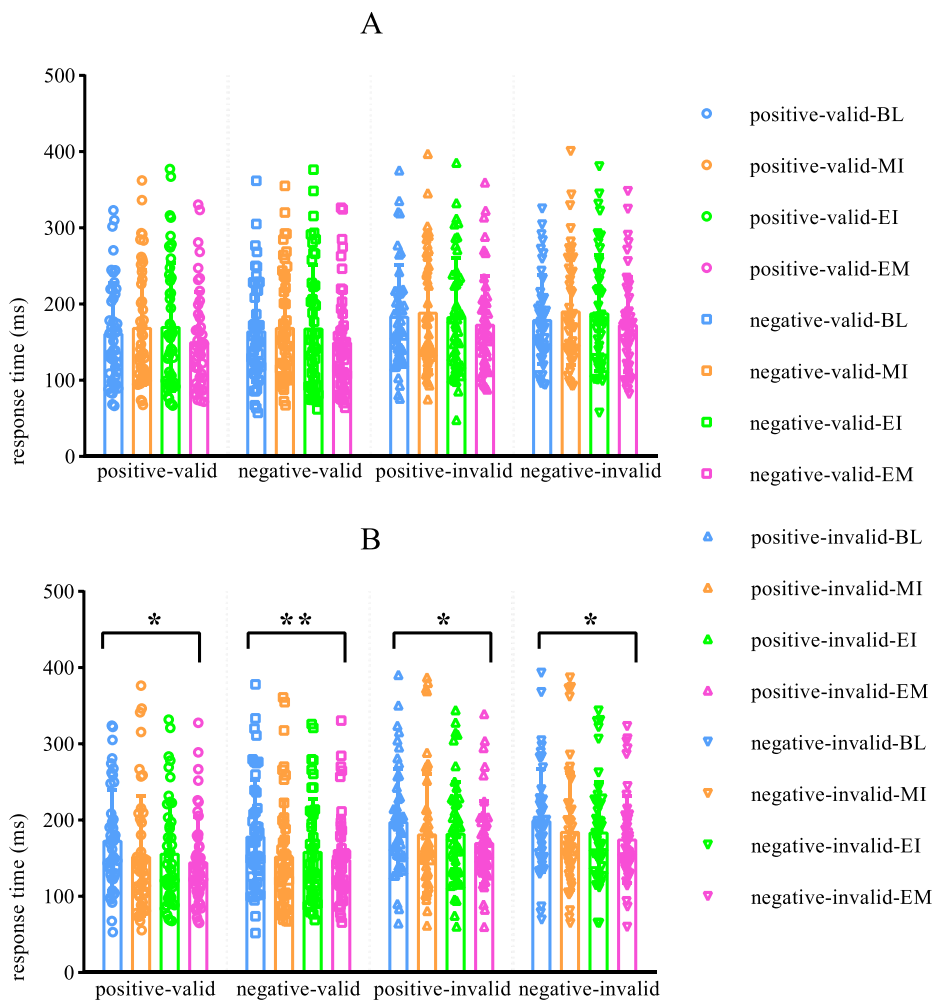 A
500
400
300
200
100
0
response time (ms)
positive-valid
negative-valid
positive-invalid
negative-invalid
B
500
400
300
200
100
0
response time (ms)
*
**
*
*
positive-valid
negative-valid
positive-invalid
negative-invalid
positive-valid-BL
positive-valid-MI
positive-valid-EI
positive-valid-EM
negative-valid-BL
negative-valid-MI
negative-valid-EI
negative-valid-EM
positive-invalid-BL
positive-invalid-MI
positive-invalid-EI
positive-invalid-EM
negative-invalid-BL
negative-invalid-MI
negative-invalid-EI
negative-invalid-EM